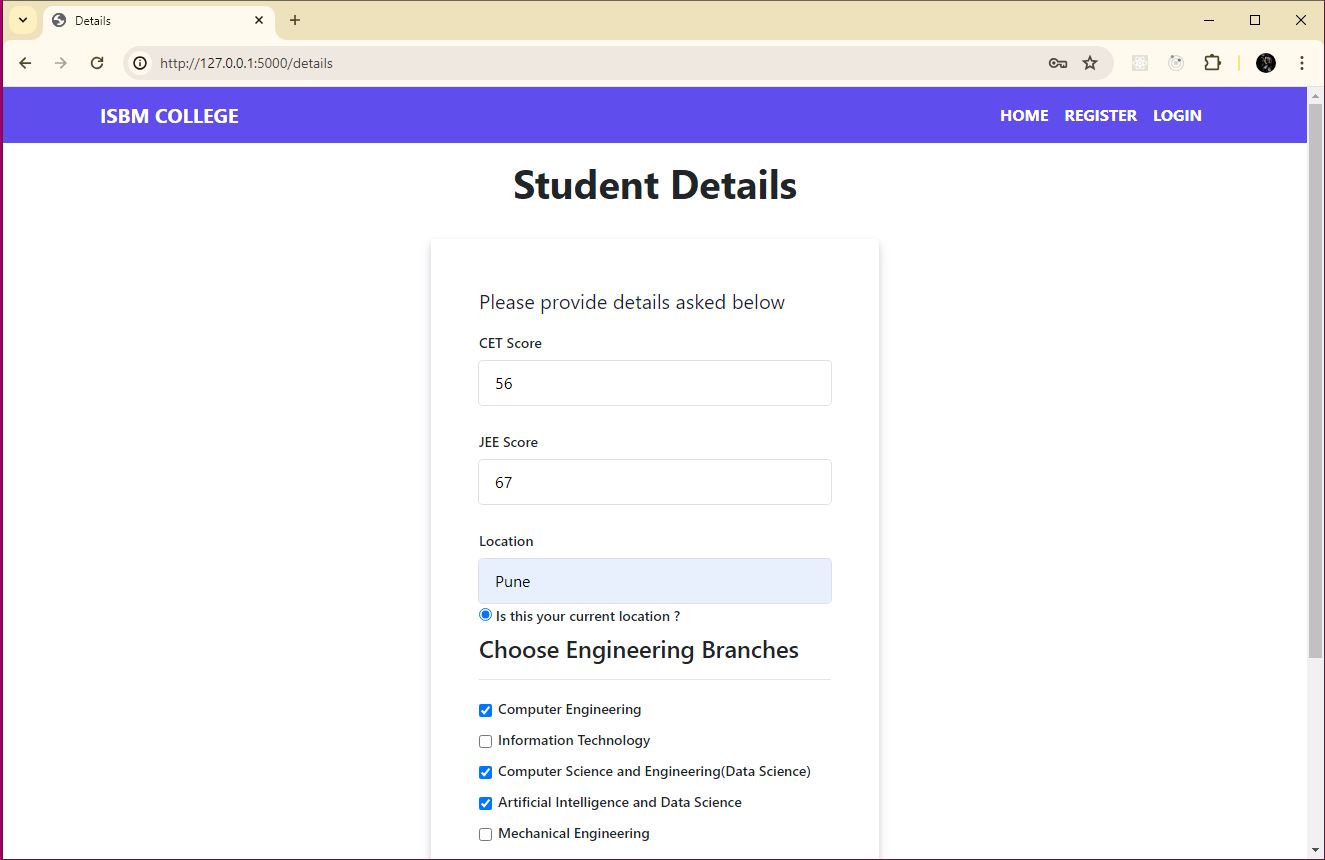 Details
http://127.0.0.1:5000/details
ISBM COLLEGE
HOME REGISTER LOGIN
Student Details
Please provide details asked below
CET Score
56
JEE Score
67
Location
Pune
Is this your current location ?
Choose Engineering Branches
Computer Engineering
Information Technology
Computer Science and Engineering(Data Science)
Artificial Intelligence and Data Science
Mechanical Engineering